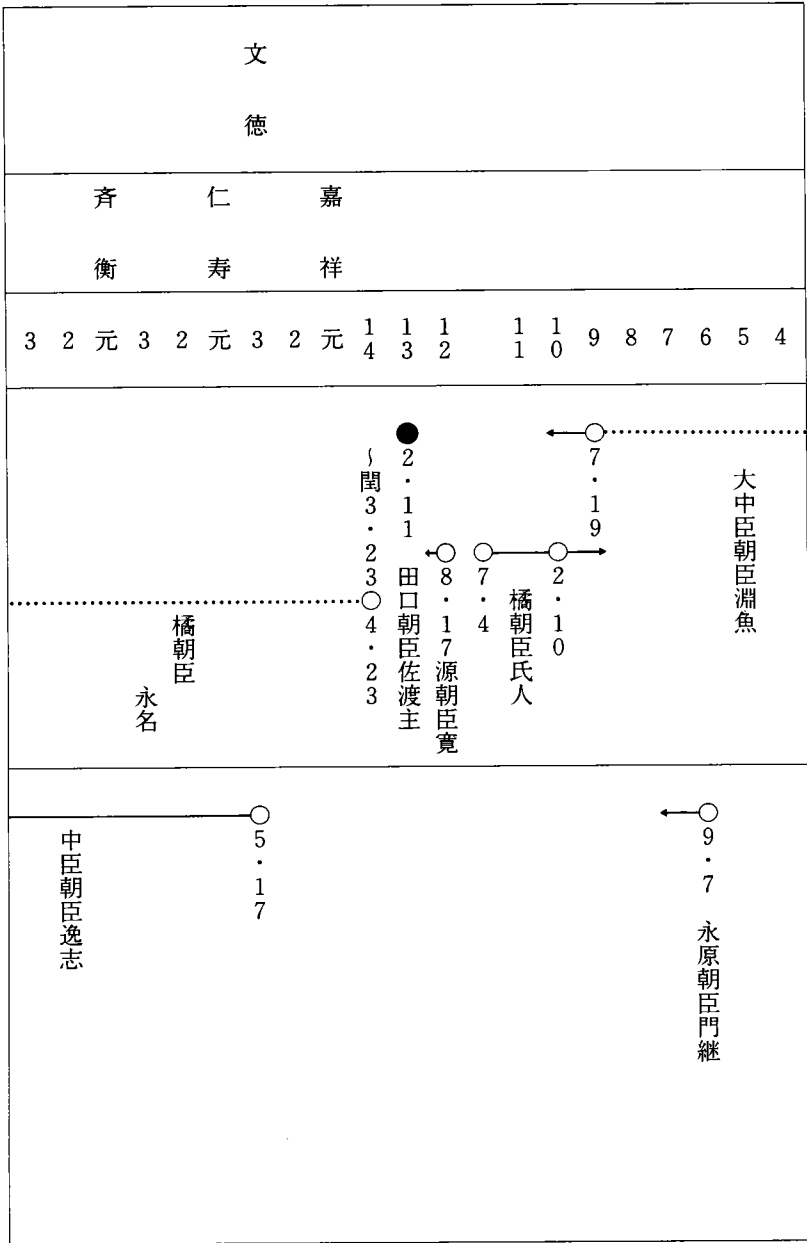 文徳
嘉祥
仁寿
斉衡
4
5
6
7
8
9
10
11
12
13
14
元
2
3
元
2
3
元
2
3
大中臣朝臣淵魚
7・19
2・10
橘朝臣氏人
7・4
8・17源朝臣寛
2・11 田口朝臣佐渡主
〜閏3・23
4・23
橘朝臣
永名
9・7 永原朝臣門継
5・17
中臣朝臣逸志